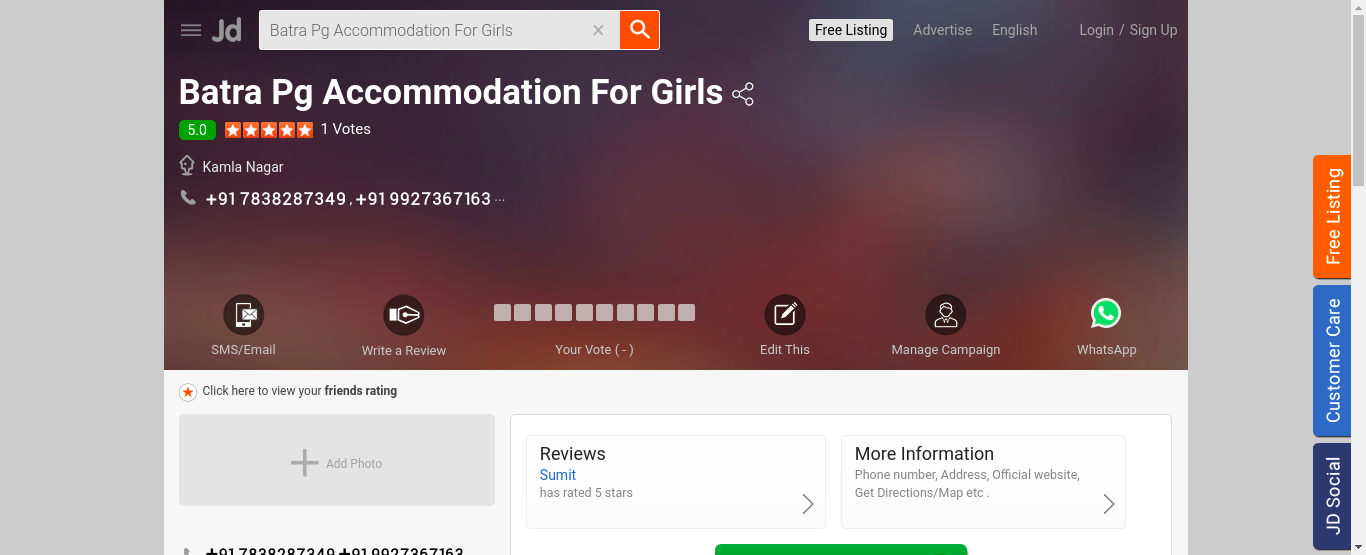 Jd
Batra Pg Accommodation For Girls
Free Listing
Advertise
English
Login / Sign Up
Batra Pg Accommodation For Girls
5.0
1 Votes
Kamla Nagar
+91 7838287349 , +91 9927367163 ...
SMS/Email
Write a Review
Your Vote ( - )
Edit This
Manage Campaign
WhatsApp
Click here to view your friends rating
Add Photo
Reviews
Sumit
has rated 5 stars
More Information
Phone number, Address, Official website,
Get Directions/Map etc .
+91 7838287349 +91 9927367163
Free Listing
Customer Care
JD Social